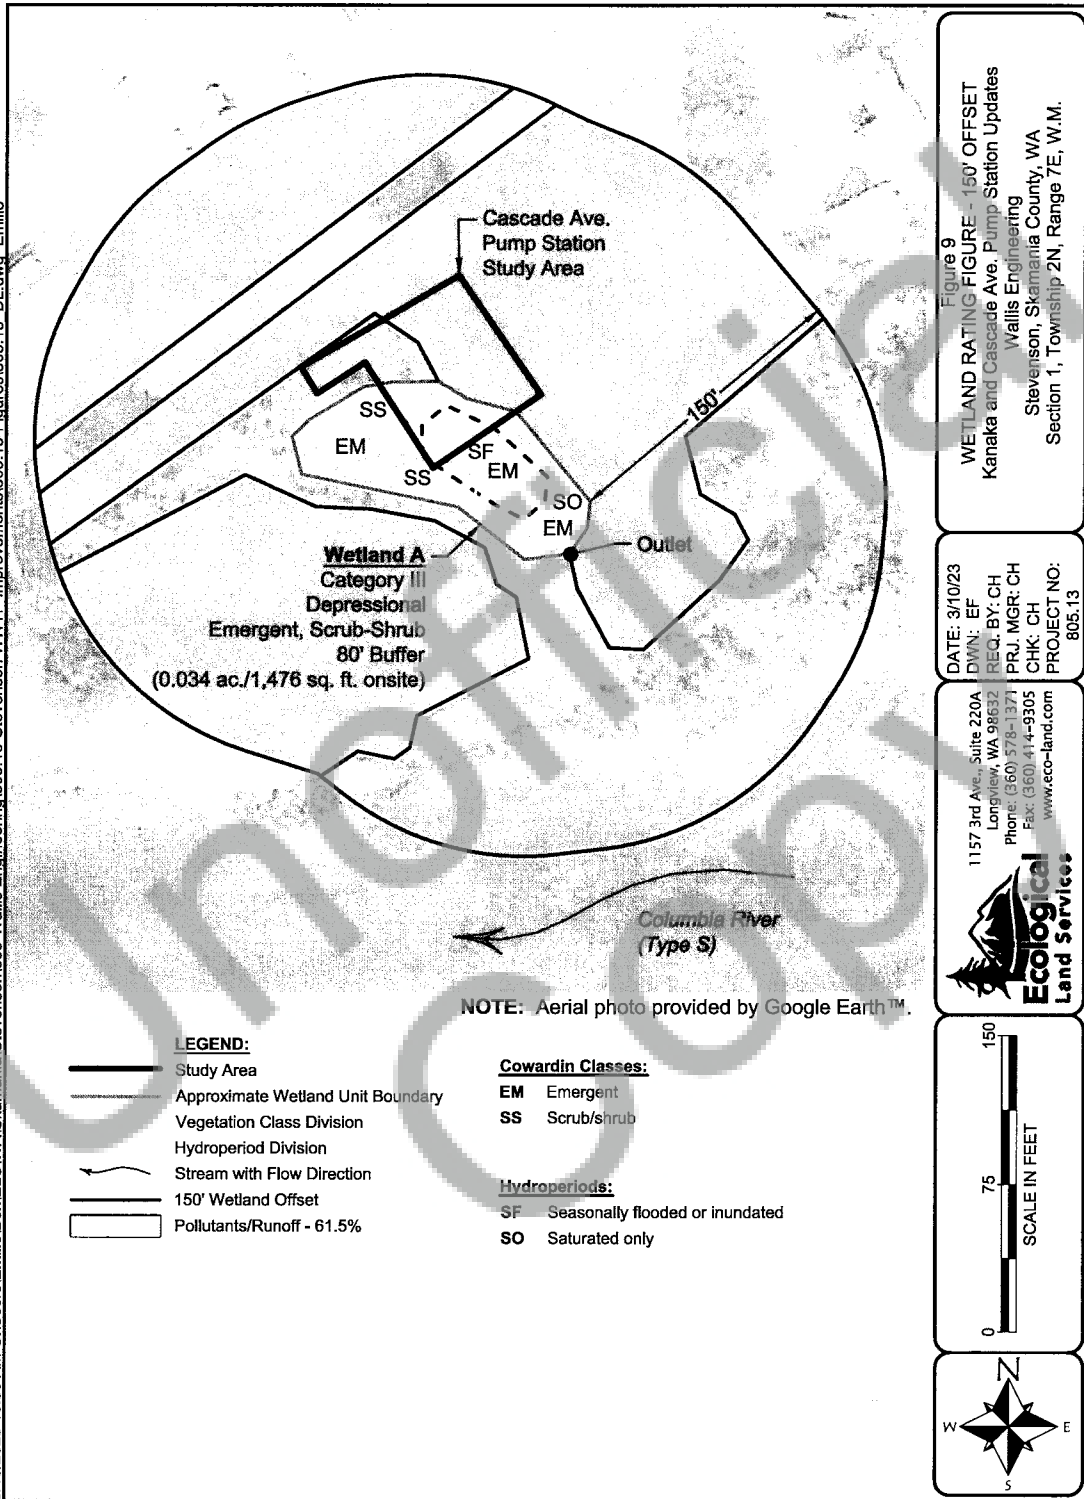 Cascade Ave.
Pump Station
Study Area
150'
SS
EM
SS
SF
EM
SO
EM
Outlet
Wetland A
Category III
Depressional
Emergent, Scrub-Shrub
80' Buffer
(0.034 ac./1,476 sq. ft. onsite)
Columbia River
(Type S)
NOTE: Aerial photo provided by Google Earth™.
LEGEND:
Study Area
Approximate Wetland Unit Boundary
Vegetation Class Division
Hydroperiod Division
Stream with Flow Direction
150' Wetland Offset
Pollutants/Runoff - 61.5%
Cowardin Classes:
EM Emergent
SS Scrub/shrub
Hydroperiods:
SF Seasonally flooded or inundated
SO Saturated only
Figure 9
WETLAND RATING FIGURE - 150' OFFSET
Kanaka and Cascade Ave. Pump Station Updates
Wallis Engineering
Stevenson, Skamania County, WA
Section 1, Township 2N, Range 7E, W.M.
DATE: 3/10/23
DWN: EF
REQ. BY: CH
PRJ. MGR: CH
CHK: CH
PROJECT NO:
805.13
1157 3rd Ave., Suite 220A
Longview, WA 98632
Phone: (360) 578-1371
Fax: (360) 414-9305
www.eco-land.com
Ecological
Land Services
0 75 150
SCALE IN FEET
N
W
E
S
Unofficial
Copy